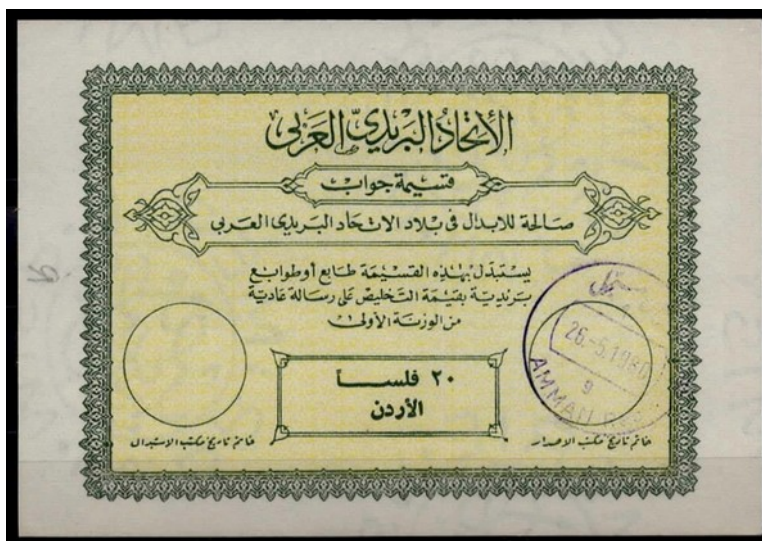 الاتحاد البريدي العربي
قسيمة جواب
صالحة للابدال في بلاد الاتحاد البريدي العربي
يستبدل بهذه القسيمة طابع أو طوابع
بريدية بقيمة التخليص على رسالة عادية
من الوزنة الأولى
٢٠ فلسا
الأردن
خاتم تاريخ مكتب الاصدار
خاتم تاريخ مكتب الاستبدال
26.-5.1980
9
AMMAN